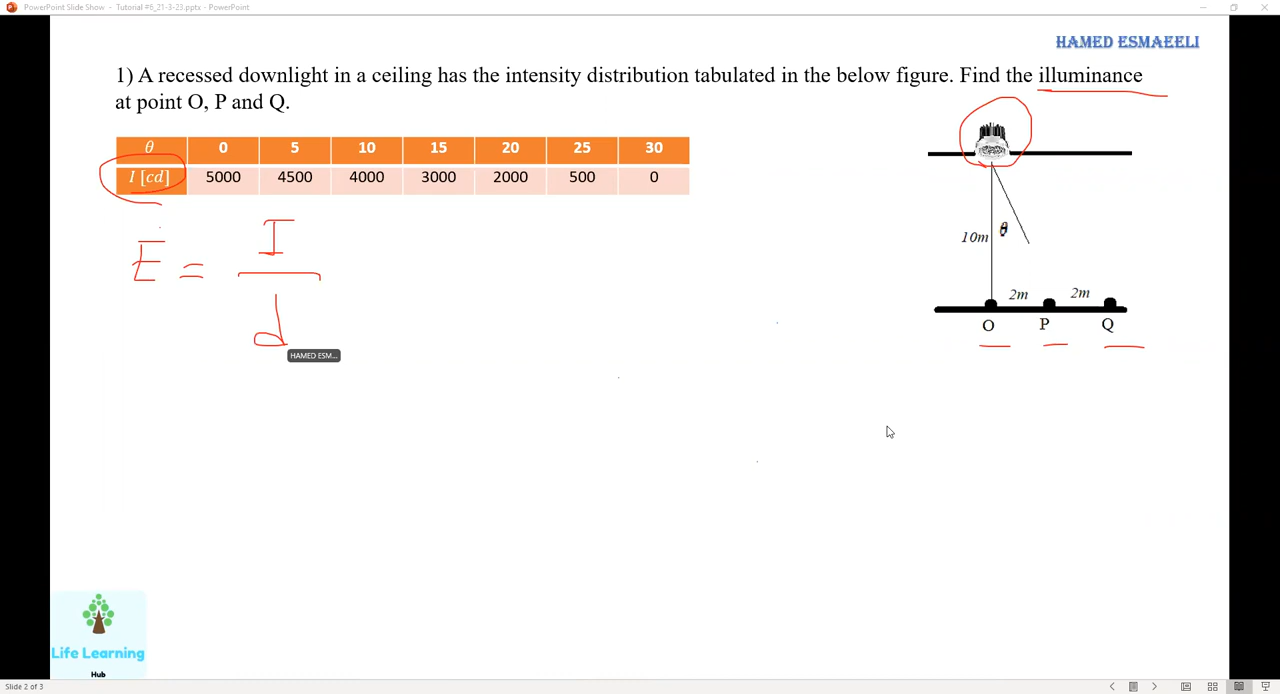 PowerPoint Slide Show - Tutorial #6_21-3-23.pptx - PowerPoint
HAMED ESMAEELI
1) A recessed downlight in a ceiling has the intensity distribution tabulated in the below figure. Find the illuminance
at point O, P and Q.
θ 0 5 10 15 20 25 30
I [cd] 5000 4500 4000 3000 2000 500 0
E = I
d
HAMED ESM...
10m θ
2m 2m
O P Q
Life Learning
Hub
Slide 2 of 3